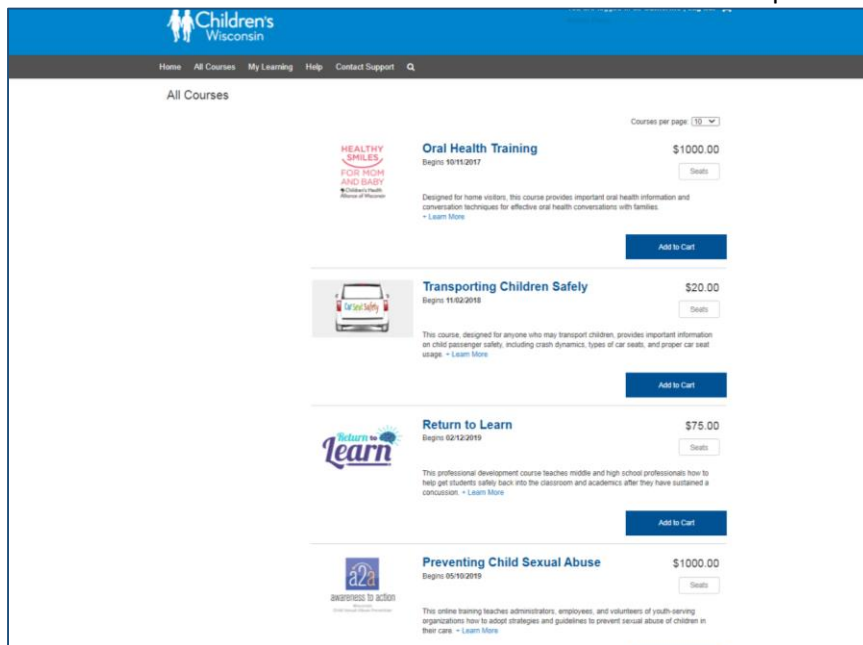 Children's
Wisconsin
Home All Courses My Learning Help Contact Support
All Courses
Courses per page: 10
HEALTHY
SMILES
FOR MOM
AND BABY
Children's Health
Alliance of Wisconsin
Oral Health Training
$1000.00
Begins 10/11/2017
Seats
Designed for home visitors, this course provides important oral health information and
conversation techniques for effective oral health conversations with families.
+ Learn More
Add to Cart
Car Seat Safety
Transporting Children Safely
$20.00
Begins 11/02/2018
Seats
This course, designed for anyone who may transport children, provides important information
on child passenger safety, including crash dynamics, types of car seats, and proper car seat
usage. + Learn More
Add to Cart
Return to
Learn
Return to Learn
$75.00
Begins 02/12/2019
Seats
This professional development course teaches middle and high school professionals how to
help get students safely back into the classroom and academics after they have sustained a
concussion. + Learn More
Add to Cart
a2a
awareness to action
Preventing Child Sexual Abuse
$1000.00
Begins 05/10/2019
Seats
This online training teaches administrators, employees, and volunteers of youth-serving
organizations how to adopt strategies and guidelines to prevent sexual abuse of children in
their care. + Learn More